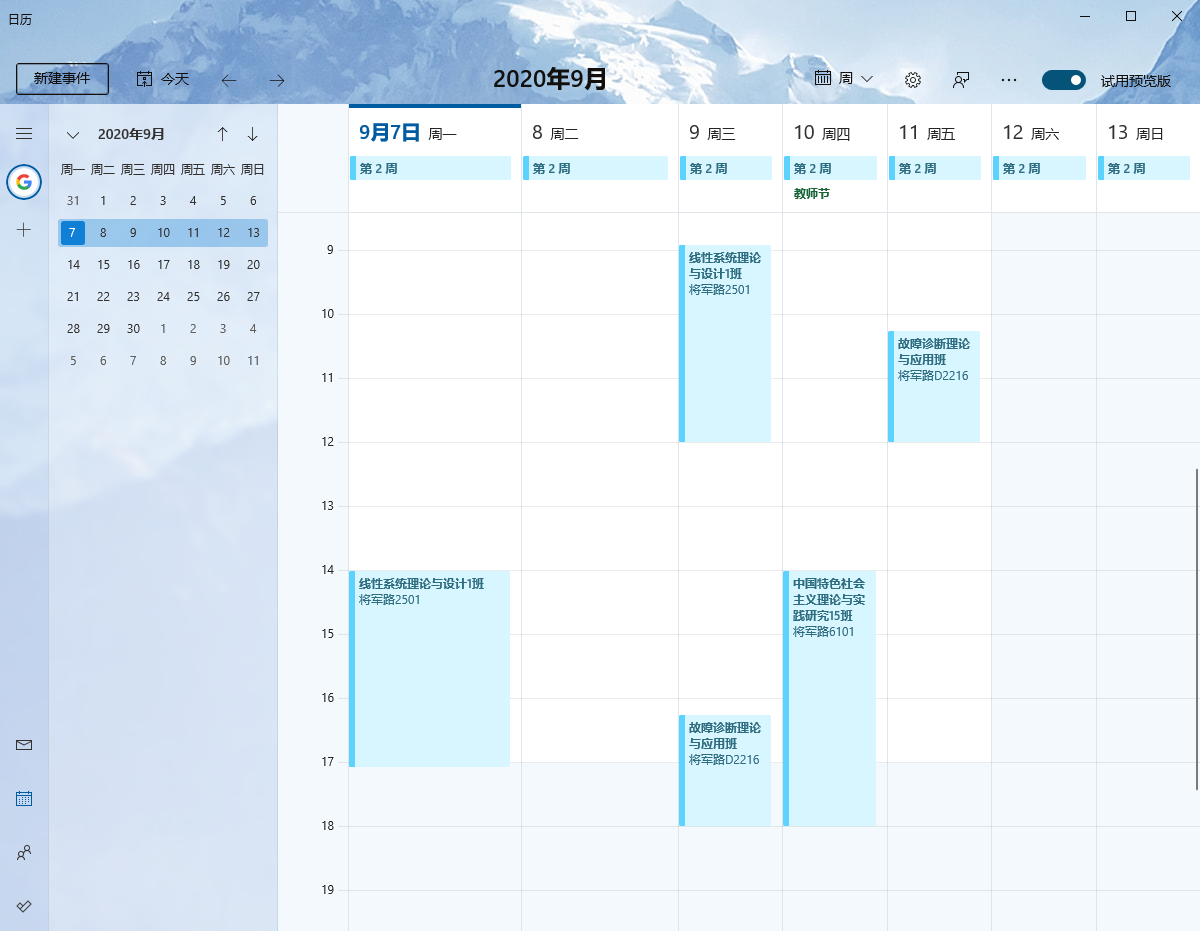 日历
新建事件
今天
2020年9月
周
试用预览版
2020年9月
周一 周二 周三 周四 周五 周六 周日
31 1 2 3 4 5 6
7 8 9 10 11 12 13
14 15 16 17 18 19 20
21 22 23 24 25 26 27
28 29 30 1 2 3 4
5 6 7 8 9 10 11
9月7日 周一
8 周二
9 周三
10 周四
11 周五
12 周六
13 周日
第 2 周
第 2 周
第 2 周
第 2 周
第 2 周
第 2 周
第 2 周
教师节
9
10
11
12
13
14
15
16
17
18
19
线性系统理论与设计1班
将军路2501
线性系统理论
与设计1班
将军路2501
故障诊断理论
与应用班
将军路D2216
中国特色社会
主义理论与实
践研究15班
将军路6101
故障诊断理论
与应用班
将军路D2216